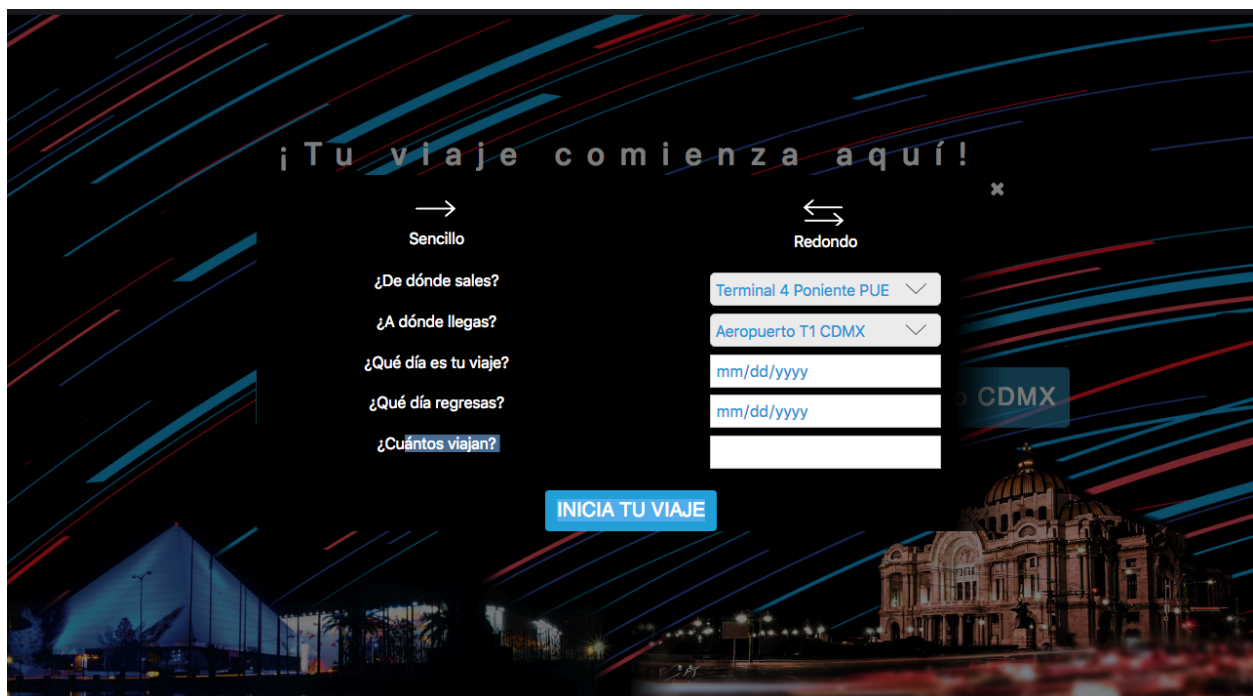 ¡Tu viaje comienza aquí!
✖
Sencillo
Redondo
¿De dónde sales?
Terminal 4 Poniente PUE
¿A dónde llegas?
Aeropuerto T1 CDMX
¿Qué día es tu viaje?
mm/dd/yyyy
CDMX
¿Qué día regresas?
mm/dd/yyyy
¿Cuántos viajan?
INICIA TU VIAJE